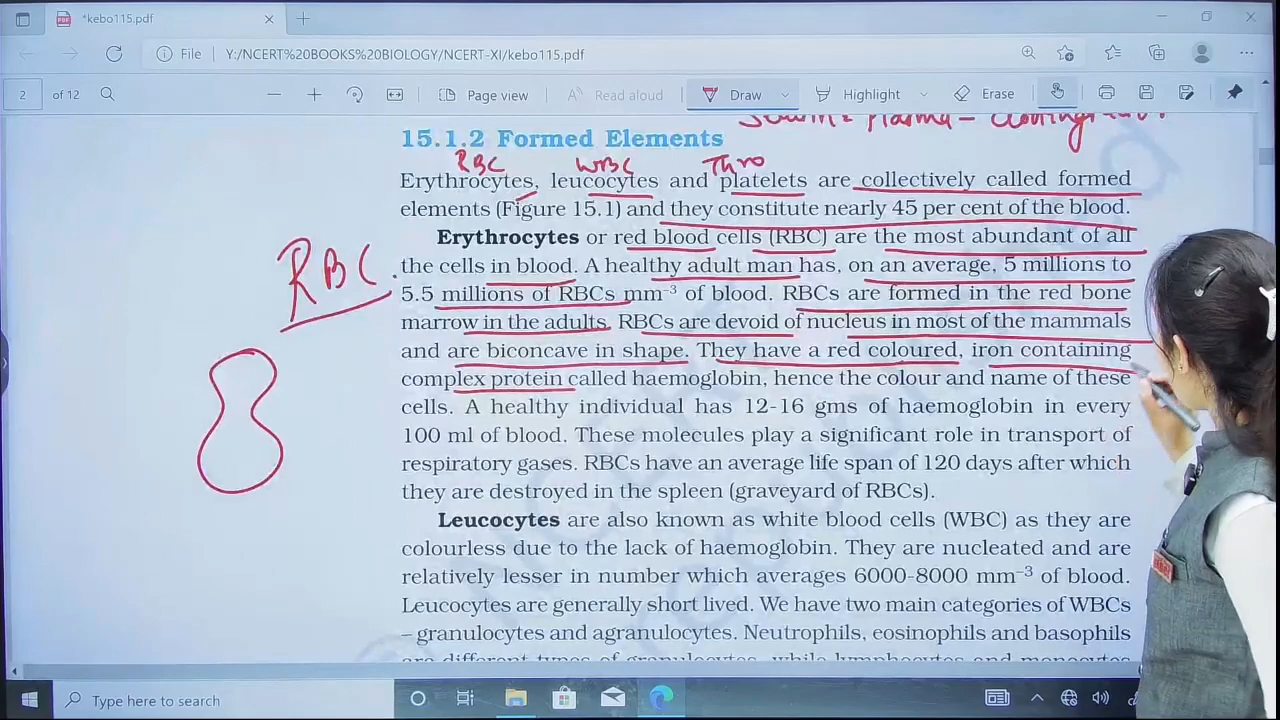 *kebo115.pdf
File Y:/NCERT%20BOOKS%20BIOLOGY/NCERT-XI/kebo115.pdf
2 of 12 Page view Read aloud Draw Highlight Erase
Serum = Plasma -
15.1.2 Formed Elements
RBC WBC Thro
Erythrocytes, leucocytes and platelets are collectively called formed
elements (Figure 15.1) and they constitute nearly 45 per cent of the blood.
Erythrocytes or red blood cells (RBC) are the most abundant of all
RBC
the cells in blood. A healthy adult man has, on an average, 5 millions to
5.5 millions of RBCs mm⁻³ of blood. RBCs are formed in the red bone
marrow in the adults. RBCs are devoid of nucleus in most of the mammals
and are biconcave in shape. They have a red coloured, iron containing
complex protein called haemoglobin, hence the colour and name of these
cells. A healthy individual has 12-16 gms of haemoglobin in every
100 ml of blood. These molecules play a significant role in transport of
respiratory gases. RBCs have an average life span of 120 days after which
they are destroyed in the spleen (graveyard of RBCs).
Leucocytes are also known as white blood cells (WBC) as they are
colourless due to the lack of haemoglobin. They are nucleated and are
relatively lesser in number which averages 6000-8000 mm⁻³ of blood.
Leucocytes are generally short lived. We have two main categories of WBCs
– granulocytes and agranulocytes. Neutrophils, eosinophils and basophils
are different types of granulocytes, while lymphocytes and monocytes
Type here to search